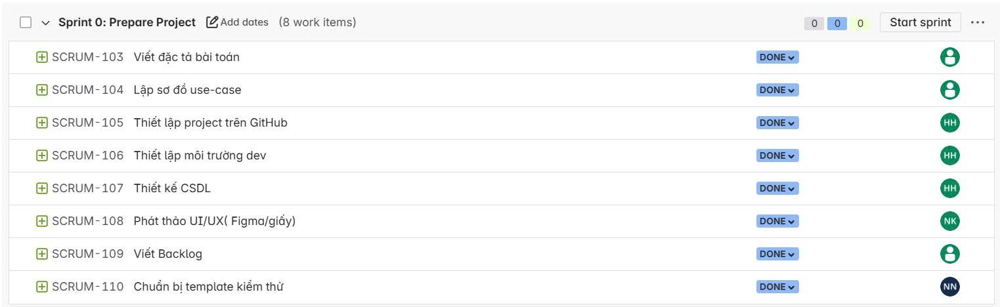 Sprint 0: Prepare Project Add dates (8 work items) 0 0 0 Start sprint
SCRUM-103 Viết đặc tả bài toán DONE
SCRUM-104 Lập sơ đồ use-case DONE
SCRUM-105 Thiết lập project trên GitHub DONE HH
SCRUM-106 Thiết lập môi trường dev DONE HH
SCRUM-107 Thiết kế CSDL DONE HH
SCRUM-108 Phát thảo UI/UX( Figma/giấy) DONE NK
SCRUM-109 Viết Backlog DONE
SCRUM-110 Chuẩn bị template kiểm thử DONE NN